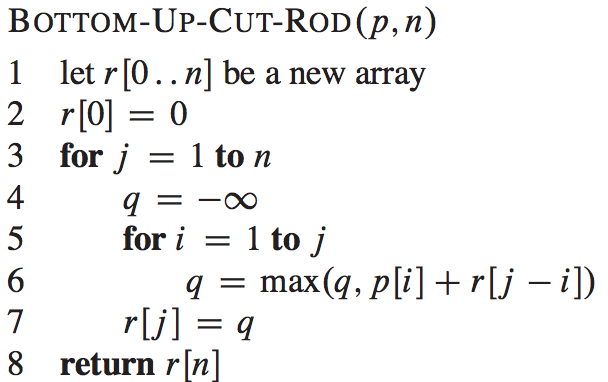 BOTTOM-UP-CUT-ROD(p, n)
1 let r[0..n] be a new array
2 r[0] = 0
3 for j = 1 to n
4 q = −∞
5 for i = 1 to j
6 q = max(q, p[i] + r[j − i])
7 r[j] = q
8 return r[n]